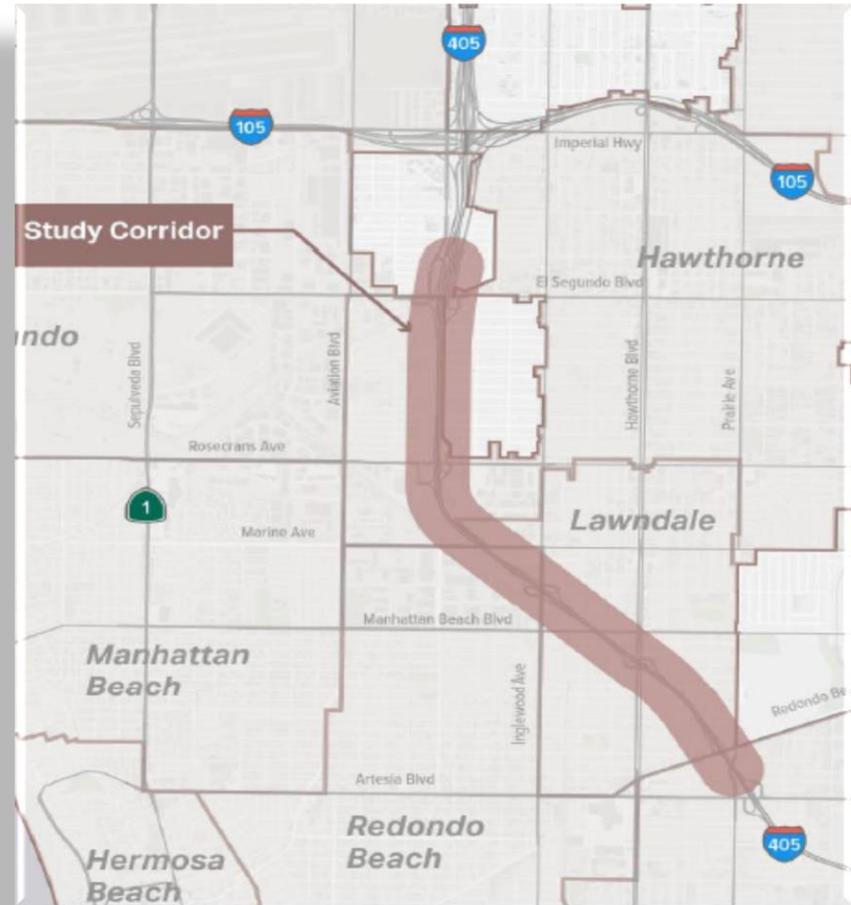 405
105
Imperial Hwy
105
Study Corridor
Hawthorne
El Segundo Blvd
ndo
Sepulveda Blvd
Aviation Blvd
Hawthorne Blvd
Prairie Ave
Rosecrans Ave
1
Marine Ave
Lawndale
Manhattan Beach Blvd
Manhattan
Beach
Inglewood Ave
Redondo Be
Artesia Blvd
Redondo
Beach
405
Hermosa
Beach